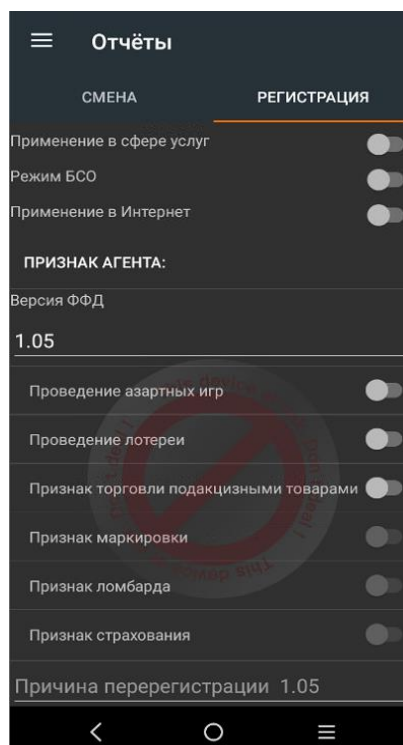 Отчёты
СМЕНА
РЕГИСТРАЦИЯ
Применение в сфере услуг
Режим БСО
Применение в Интернет
ПРИЗНАК АГЕНТА:
Версия ФФД
1.05
Проведение азартных игр
Проведение лотереи
Признак торговли подакцизными товарами
Признак маркировки
Признак ломбарда
Признак страхования
Причина перерегистрации 1.05